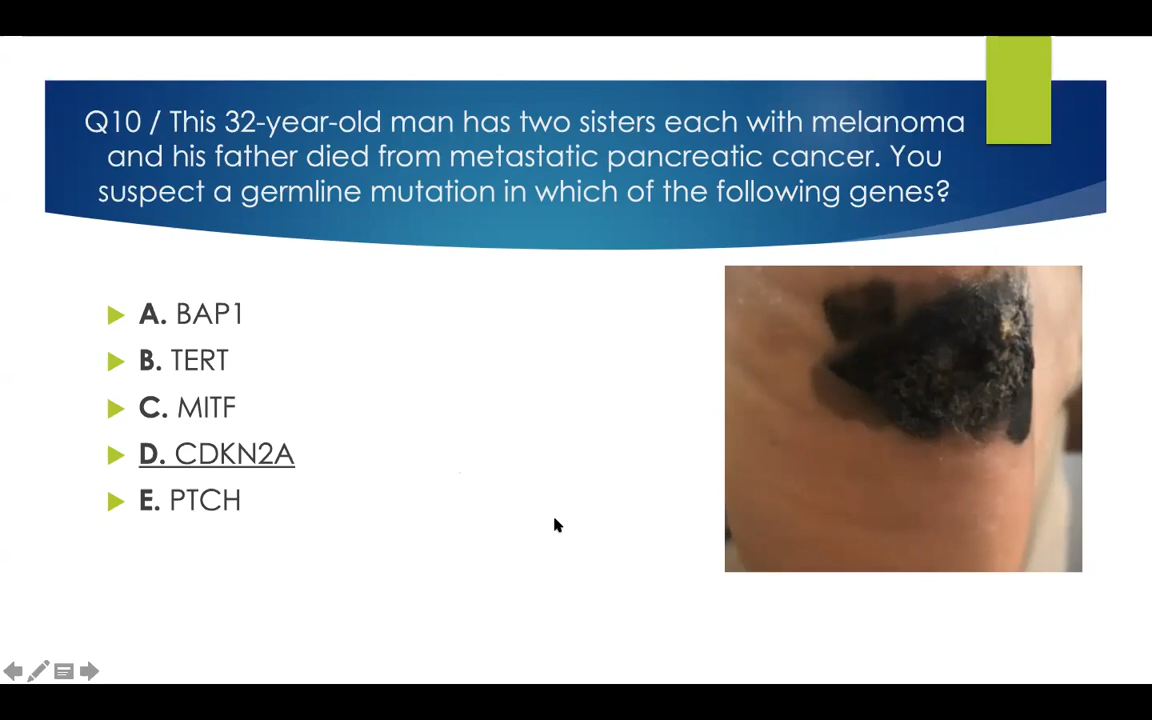 Q10 / This 32-year-old man has two sisters each with melanoma
and his father died from metastatic pancreatic cancer. You
suspect a germline mutation in which of the following genes?
A. BAP1
B. TERT
C. MITF
D. CDKN2A
E. PTCH